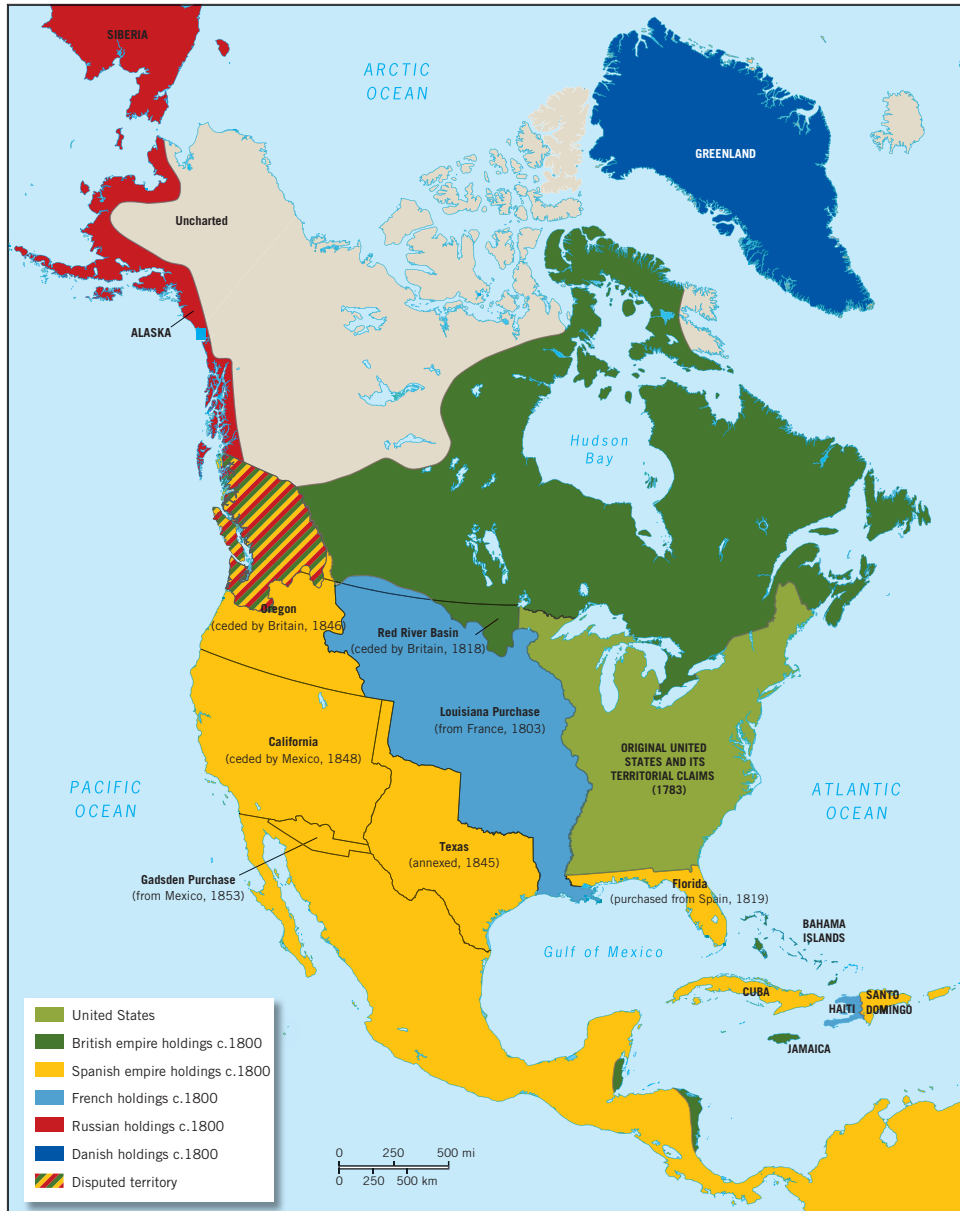 SIBERIA
ARCTIC
OCEAN
GREENLAND
Uncharted
ALASKA
Hudson
Bay
Oregon
(ceded by Britain, 1846)
Red River Basin
(ceded by Britain, 1818)
Louisiana Purchase
(from France, 1803)
California
(ceded by Mexico, 1848)
ORIGINAL UNITED
STATES AND ITS
TERRITORIAL CLAIMS
(1783)
PACIFIC
OCEAN
ATLANTIC
OCEAN
Texas
(annexed, 1845)
Gadsden Purchase
(from Mexico, 1853)
Florida
(purchased from Spain, 1819)
BAHAMA
ISLANDS
Gulf of Mexico
CUBA
HAITI
SANTO
DOMINGO
JAMAICA
United States
British empire holdings c.1800
Spanish empire holdings c.1800
French holdings c.1800
Russian holdings c.1800
Danish holdings c.1800
Disputed territory
0 250 500 mi
0 250 500 km